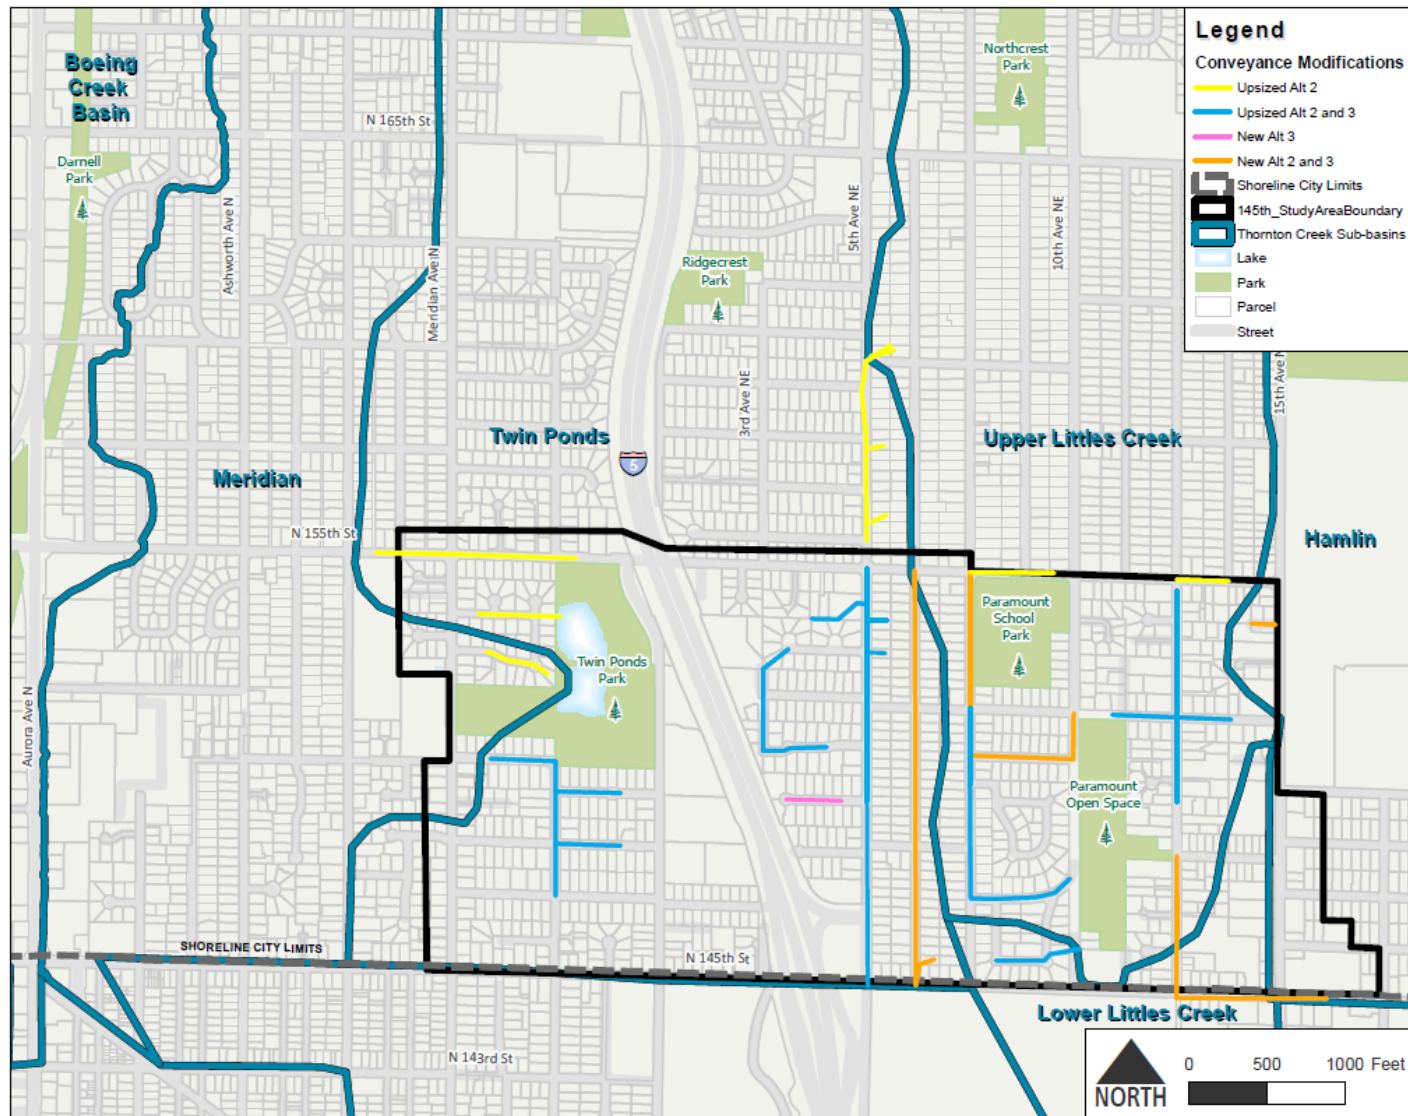 Boeing
Creek
Basin
Darnell
Park
Ashworth Ave N
Meridian Ave N
N 165th St
Northcrest
Park
5th Ave NE
10th Ave NE
Ridgecrest
Park
3rd Ave NE
15th Ave N
Twin Ponds
5
Upper Littles Creek
Meridian
N 155th St
Hamlin
Paramount
School
Park
Twin Ponds
Park
Aurora Ave N
Paramount
Open Space
SHORELINE CITY LIMITS
N 145th St
Lower Littles Creek
N 143rd St
Legend
Conveyance Modifications
Upsized Alt 2
Upsized Alt 2 and 3
New Alt 3
New Alt 2 and 3
Shoreline City Limits
145th_StudyAreaBoundary
Thornton Creek Sub-basins
Lake
Park
Parcel
Street
NORTH
0 500 1000 Feet